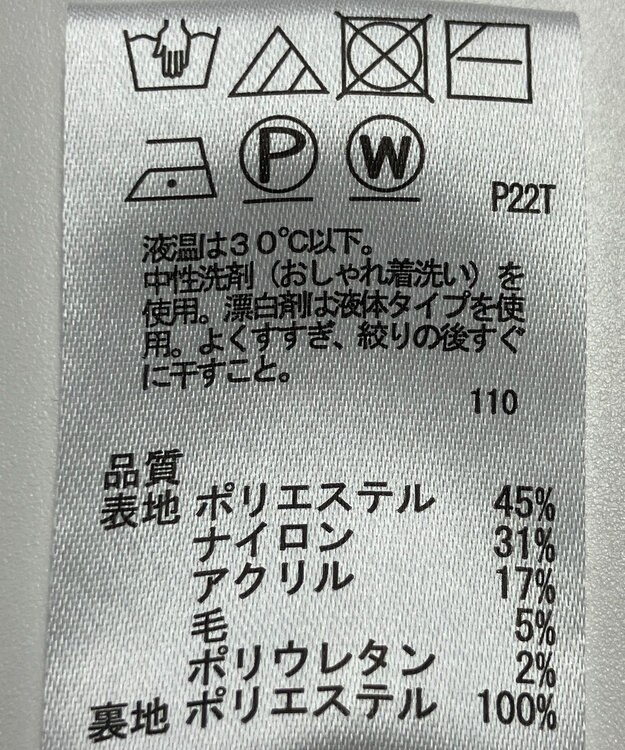 P W
P22T
液温は30℃以下。
中性洗剤（おしゃれ着洗い）を
使用。漂白剤は液体タイプを使
用。よくすすぎ、絞りの後すぐ
に干すこと。
110
品質
表地 ポリエステル 45%
ナイロン 31%
アクリル 17%
毛 5%
ポリウレタン 2%
裏地 ポリエステル 100%